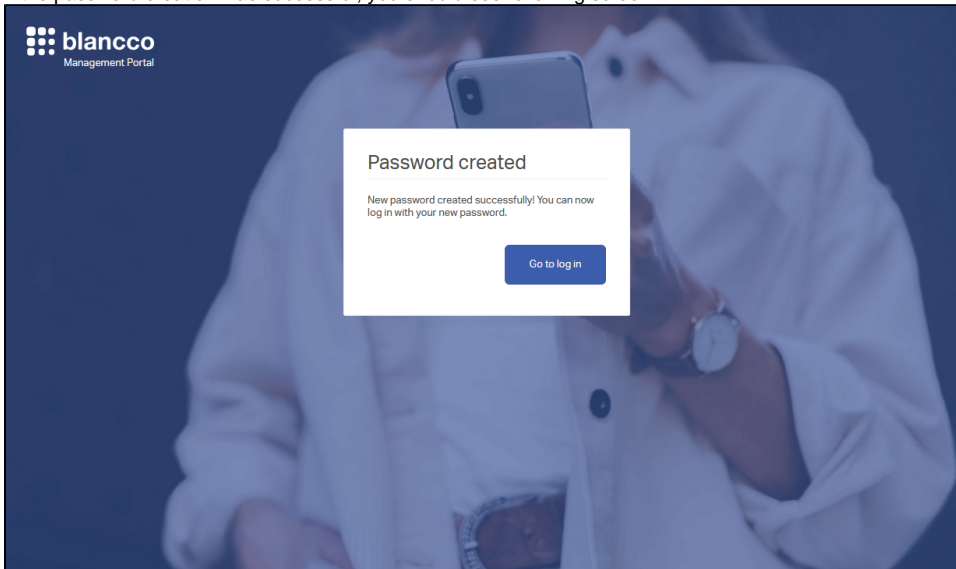 blancco
Management Portal
Password created
New password created successfully! You can now
log in with your new password.
Go to log in